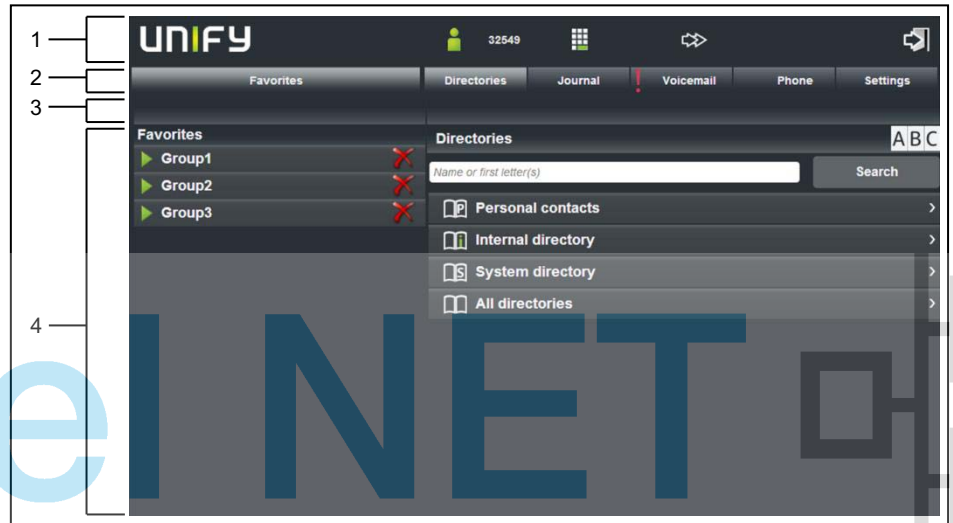 1
UNIFY
32549
2
Favorites Directories Journal ! Voicemail Phone Settings
3
Favorites
Directories
ABC
Group1
Name or first letter(s)
Search
Group2
Group3
P Personal contacts
i Internal directory
S System directory
All directories
4
el NET